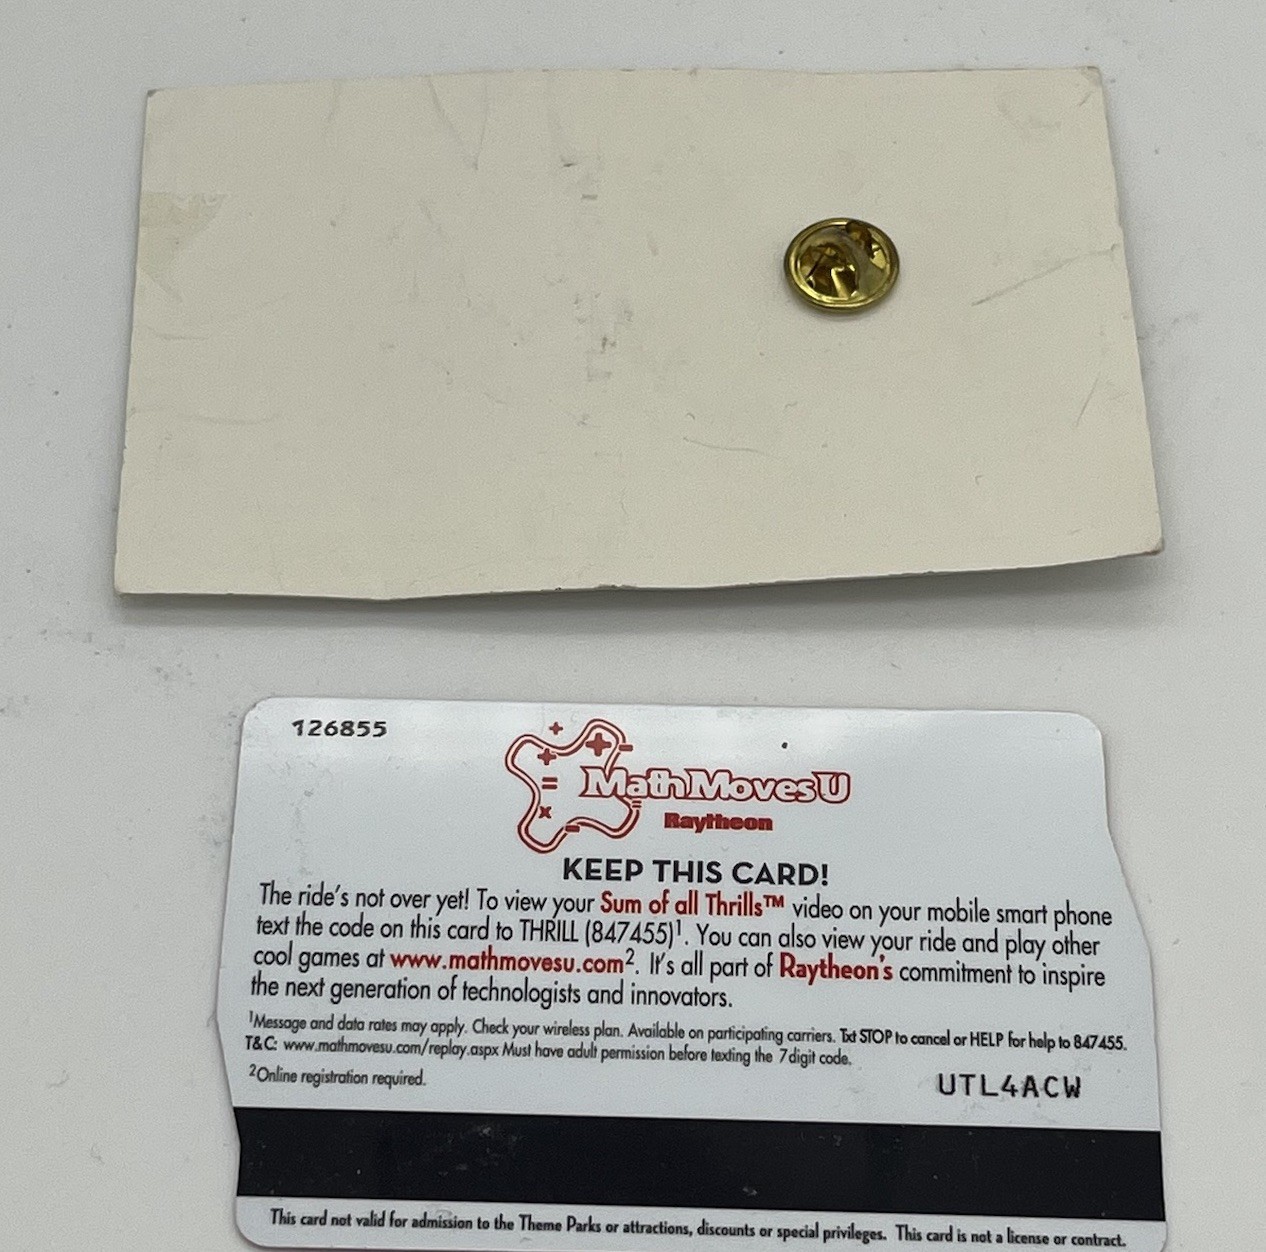 126855
MathMovesU
Raytheon
KEEP THIS CARD!
The ride's not over yet! To view your Sum of all Thrills™ video on your mobile smart phone
text the code on this card to THRILL (847455)¹. You can also view your ride and play other
cool games at www.mathmovesu.com². It's all part of Raytheon's commitment to inspire
the next generation of technologists and innovators.
¹Message and data rates may apply. Check your wireless plan. Available on participating carriers. Txt STOP to cancel or HELP for help to 847455.
T&C: www.mathmovesu.com/replay.aspx Must have adult permission before texting the 7 digit code.
²Online registration required.
UTL4ACW
This card not valid for admission to the Theme Parks or attractions, discounts or special privileges. This card is not a license or contract.